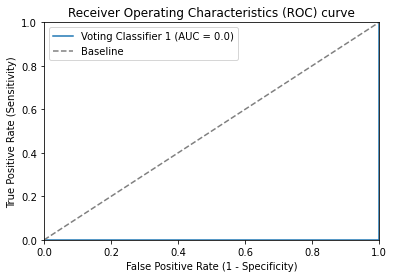 Receiver Operating Characteristics (ROC) curve
Voting Classifier 1 (AUC = 0.0)
Baseline
True Positive Rate (Sensitivity)
1.0
0.8
0.6
0.4
0.2
0.0
0.0 0.2 0.4 0.6 0.8 1.0
False Positive Rate (1 - Specificity)